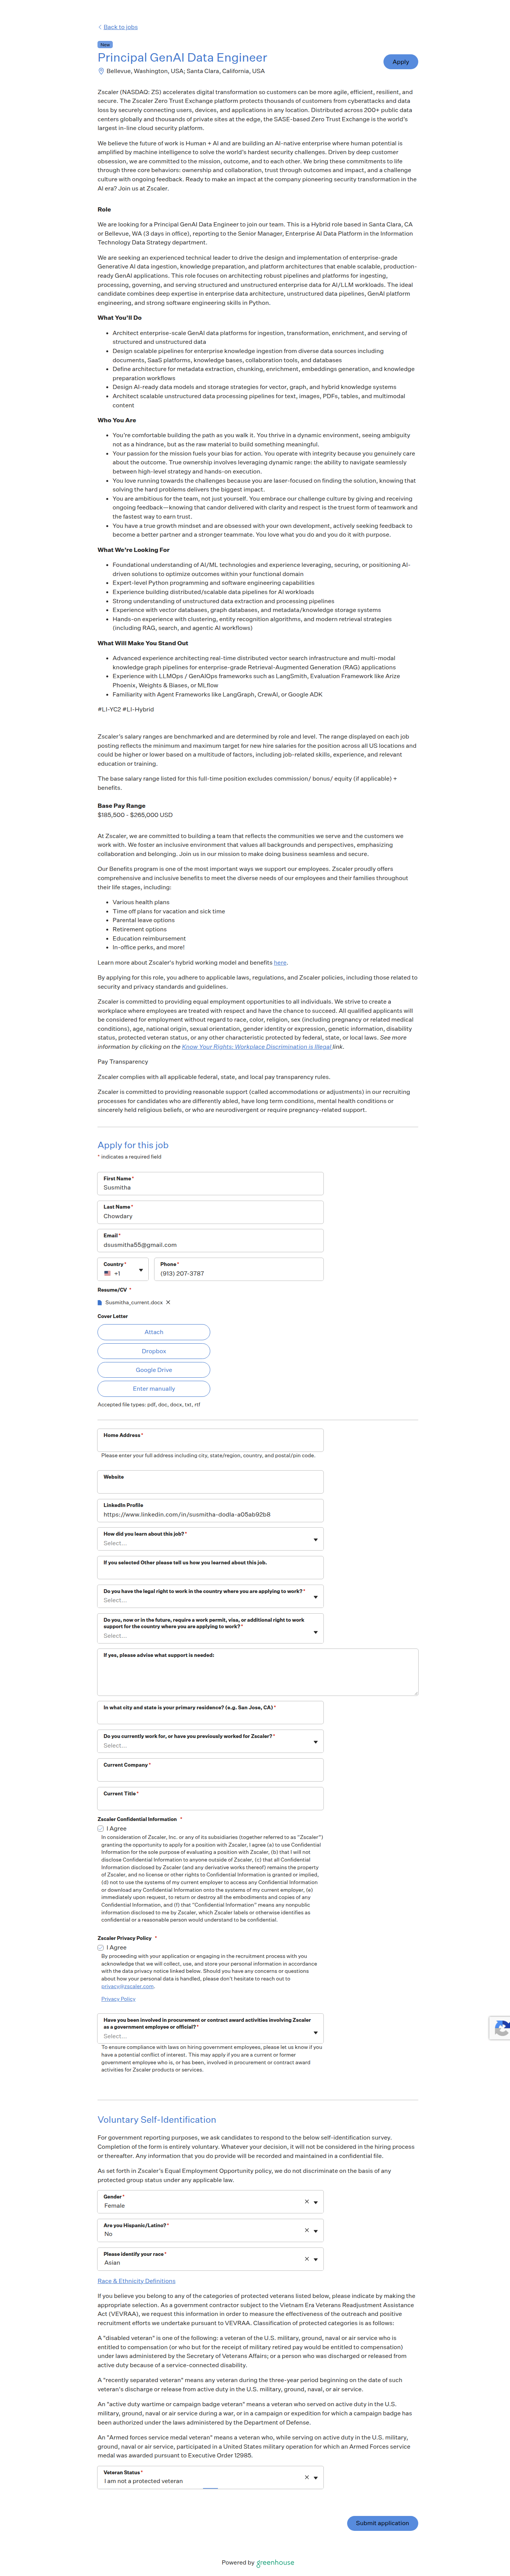 Back to jobs
New
Principal GenAI Data Engineer
Bellevue, Washington, USA; Santa Clara, California, USA
Apply
Zscaler (NASDAQ: ZS) accelerates digital transformation so customers can be more agile, efficient, resilient, and
secure. The Zscaler Zero Trust Exchange platform protects thousands of customers from cyberattacks and data
loss by securely connecting users, devices, and applications in any location. Distributed across 200+ public data
centers globally and thousands of private sites at the edge, the SASE-based Zero Trust Exchange is the world's
largest in-line cloud security platform.
We believe the future of work is Human + AI and are building an AI-native enterprise where human potential is
amplified by machine intelligence to solve the world's hardest security challenges. Driven by deep customer
obsession, we are committed to the mission, outcome, and to each other. We bring these commitments to life
through three core behaviors: ownership and collaboration, trust through outcomes and impact, and a challenge
culture with ongoing feedback. Ready to make an impact at the company pioneering security transformation in the
AI era? Join us at Zscaler.
Role
We are looking for a Principal GenAI Data Engineer to join our team. This is a Hybrid role based in Santa Clara, CA
or Bellevue, WA (3 days in office), reporting to the Senior Manager, Enterprise AI Data Platform in the Information
Technology Data Strategy department.
We are seeking an experienced technical leader to drive the design and implementation of enterprise-grade
Generative AI data ingestion, knowledge preparation, and platform architectures that enable scalable, production-
ready GenAI applications. This role focuses on architecting robust pipelines and platforms for ingesting,
processing, governing, and serving structured and unstructured enterprise data for AI/LLM workloads. The ideal
candidate combines deep expertise in enterprise data architecture, unstructured data pipelines, GenAI platform
engineering, and strong software engineering skills in Python.
What You'll Do
• Architect enterprise-scale GenAI data platforms for ingestion, transformation, enrichment, and serving of
structured and unstructured data
• Design scalable pipelines for enterprise knowledge ingestion from diverse data sources including
documents, SaaS platforms, knowledge bases, collaboration tools, and databases
• Define architecture for metadata extraction, chunking, enrichment, embeddings generation, and knowledge
preparation workflows
• Design AI-ready data models and storage strategies for vector, graph, and hybrid knowledge systems
• Architect scalable unstructured data processing pipelines for text, images, PDFs, tables, and multimodal
content
Who You Are
• You're comfortable building the path as you walk it. You thrive in a dynamic environment, seeing ambiguity
not as a hindrance, but as the raw material to build something meaningful.
• Your passion for the mission fuels your bias for action. You operate with integrity because you genuinely care
about the outcome. True ownership involves leveraging dynamic range: the ability to navigate seamlessly
between high-level strategy and hands-on execution.
• You love running towards the challenges because you are laser-focused on finding the solution, knowing that
solving the hard problems delivers the biggest impact.
• You are ambitious for the team, not just yourself. You embrace our challenge culture by giving and receiving
ongoing feedback—knowing that candor delivered with clarity and respect is the truest form of teamwork and
the fastest way to earn trust.
• You have a true growth mindset and are obsessed with your own development, actively seeking feedback to
become a better partner and a stronger teammate. You love what you do and you do it with purpose.
What We're Looking For
• Foundational understanding of AI/ML technologies and experience leveraging, securing, or positioning AI-
driven solutions to optimize outcomes within your functional domain
• Expert-level Python programming and software engineering capabilities
• Experience building distributed/scalable data pipelines for AI workloads
• Strong understanding of unstructured data extraction and processing pipelines
• Experience with vector databases, graph databases, and metadata/knowledge storage systems
• Hands-on experience with clustering, entity recognition algorithms, and modern retrieval strategies
(including RAG, search, and agentic AI workflows)
What Will Make You Stand Out
• Advanced experience architecting real-time distributed vector search infrastructure and multi-modal
knowledge graph pipelines for enterprise-grade Retrieval-Augmented Generation (RAG) applications
• Experience with LLMOps / GenAIOps frameworks such as LangSmith, Evaluation Framework like Arize
Phoenix, Weights & Biases, or MLflow
• Familiarity with Agent Frameworks like LangGraph, CrewAI, or Google ADK
#LI-YC2 #LI-Hybrid
Zscaler's salary ranges are benchmarked and are determined by role and level. The range displayed on each job
posting reflects the minimum and maximum target for new hire salaries for the position across all US locations and
could be higher or lower based on a multitude of factors, including job-related skills, experience, and relevant
education or training.
The base salary range listed for this full-time position excludes commission/ bonus/ equity (if applicable) +
benefits.
Base Pay Range
$185,500 - $265,000 USD
At Zscaler, we are committed to building a team that reflects the communities we serve and the customers we
work with. We foster an inclusive environment that values all backgrounds and perspectives, emphasizing
collaboration and belonging. Join us in our mission to make doing business seamless and secure.
Our Benefits program is one of the most important ways we support our employees. Zscaler proudly offers
comprehensive and inclusive benefits to meet the diverse needs of our employees and their families throughout
their life stages, including:
• Various health plans
• Time off plans for vacation and sick time
• Parental leave options
• Retirement options
• Education reimbursement
• In-office perks, and more!
Learn more about Zscaler's hybrid working model and benefits here.
By applying for this role, you adhere to applicable laws, regulations, and Zscaler policies, including those related to
security and privacy standards and guidelines.
Zscaler is committed to providing equal employment opportunities to all individuals. We strive to create a
workplace where employees are treated with respect and have the chance to succeed. All qualified applicants will
be considered for employment without regard to race, color, religion, sex (including pregnancy or related medical
conditions), age, national origin, sexual orientation, gender identity or expression, genetic information, disability
status, protected veteran status, or any other characteristic protected by federal, state, or local laws. See more
information by clicking on the Know Your Rights: Workplace Discrimination is Illegal link.
Pay Transparency
Zscaler complies with all applicable federal, state, and local pay transparency rules.
Zscaler is committed to providing reasonable support (called accommodations or adjustments) in our recruiting
processes for candidates who are differently abled, have long term conditions, mental health conditions or
sincerely held religious beliefs, or who are neurodivergent or require pregnancy-related support.
Apply for this job
* indicates a required field
First Name*
Susmitha
Last Name*
Chowdary
Email*
dsusmitha55@gmail.com
Country*
+1
Phone*
(913) 207-3787
Resume/CV *
Susmitha_current.docx
Cover Letter
Attach
Dropbox
Google Drive
Enter manually
Accepted file types: pdf, doc, docx, txt, rtf
Home Address*
Please enter your full address including city, state/region, country, and postal/pin code.
Website
LinkedIn Profile
https://www.linkedin.com/in/susmitha-dodla-a05ab92b8
How did you learn about this job?*
Select...
If you selected Other please tell us how you learned about this job.
Do you have the legal right to work in the country where you are applying to work?*
Select...
Do you, now or in the future, require a work permit, visa, or additional right to work
support for the country where you are applying to work?*
Select...
If yes, please advise what support is needed:
In what city and state is your primary residence? (e.g. San Jose, CA)*
Do you currently work for, or have you previously worked for Zscaler?*
Select...
Current Company*
Current Title*
Zscaler Confidential Information *
I Agree
In consideration of Zscaler, Inc. or any of its subsidiaries (together referred to as "Zscaler")
granting the opportunity to apply for a position with Zscaler, I agree (a) to use Confidential
Information for the sole purpose of evaluating a position with Zscaler, (b) that I will not
disclose Confidential Information to anyone outside of Zscaler, (c) that all Confidential
Information disclosed by Zscaler (and any derivative works thereof) remains the property
of Zscaler, and no license or other rights to Confidential Information is granted or implied,
(d) not to use the systems of my current employer to access any Confidential Information
or download any Confidential Information onto the systems of my current employer, (e)
immediately upon request, to return or destroy all the embodiments and copies of any
Confidential Information, and (f) that "Confidential Information" means any nonpublic
information disclosed to me by Zscaler, which Zscaler labels or otherwise identifies as
confidential or a reasonable person would understand to be confidential.
Zscaler Privacy Policy *
I Agree
By proceeding with your application or engaging in the recruitment process with you
acknowledge that we will collect, use, and store your personal information in accordance
with the data privacy notice linked below. Should you have any concerns or questions
about how your personal data is handled, please don't hesitate to reach out to
privacy@zscaler.com.
Privacy Policy
Have you been involved in procurement or contract award activities involving Zscaler
as a government employee or official?*
Select...
To ensure compliance with laws on hiring government employees, please let us know if you
have a potential conflict of interest. This may apply if you are a current or former
government employee who is, or has been, involved in procurement or contract award
activities for Zscaler products or services.
Voluntary Self-Identification
For government reporting purposes, we ask candidates to respond to the below self-identification survey.
Completion of the form is entirely voluntary. Whatever your decision, it will not be considered in the hiring process
or thereafter. Any information that you do provide will be recorded and maintained in a confidential file.
As set forth in Zscaler's Equal Employment Opportunity policy, we do not discriminate on the basis of any
protected group status under any applicable law.
Gender*
Female
Are you Hispanic/Latino?*
No
Please identify your race*
Asian
Race & Ethnicity Definitions
If you believe you belong to any of the categories of protected veterans listed below, please indicate by making the
appropriate selection. As a government contractor subject to the Vietnam Era Veterans Readjustment Assistance
Act (VEVRAA), we request this information in order to measure the effectiveness of the outreach and positive
recruitment efforts we undertake pursuant to VEVRAA. Classification of protected categories is as follows:
A "disabled veteran" is one of the following: a veteran of the U.S. military, ground, naval or air service who is
entitled to compensation (or who but for the receipt of military retired pay would be entitled to compensation)
under laws administered by the Secretary of Veterans Affairs; or a person who was discharged or released from
active duty because of a service-connected disability.
A "recently separated veteran" means any veteran during the three-year period beginning on the date of such
veteran's discharge or release from active duty in the U.S. military, ground, naval, or air service.
An "active duty wartime or campaign badge veteran" means a veteran who served on active duty in the U.S.
military, ground, naval or air service during a war, or in a campaign or expedition for which a campaign badge has
been authorized under the laws administered by the Department of Defense.
An "Armed forces service medal veteran" means a veteran who, while serving on active duty in the U.S. military,
ground, naval or air service, participated in a United States military operation for which an Armed Forces service
medal was awarded pursuant to Executive Order 12985.
Veteran Status*
I am not a protected veteran
Submit application
Powered by greenhouse